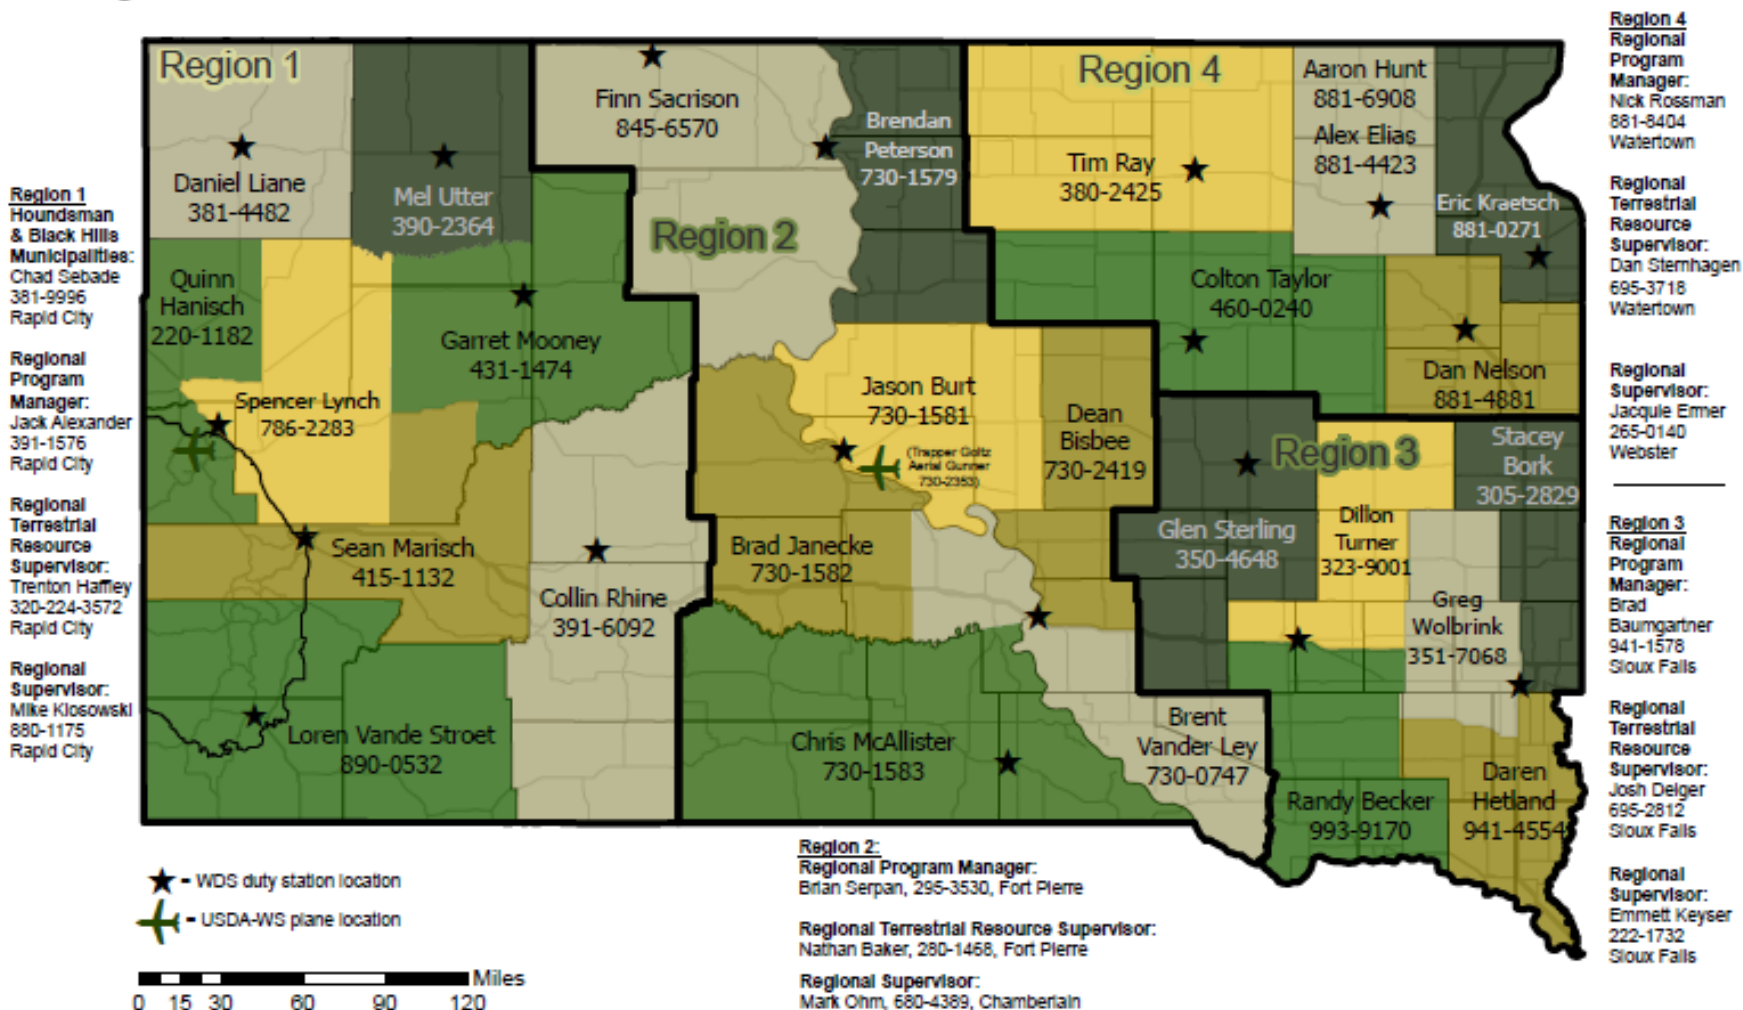 Region 1
Houndsman
& Black Hills
Municipalities:
Chad Sebade
381-9996
Rapid City
Regional
Program
Manager:
Jack Alexander
391-1576
Rapid City
Regional
Terrestrial
Resource
Supervisor:
Trenton Haffley
320-224-3572
Rapid City
Regional
Supervisor:
Mike Klosowski
880-1175
Rapid City
Region 1
Daniel Liane
381-4482
Mel Utter
390-2364
Quinn
Hanisch
220-1182
Garret Mooney
431-1474
Spencer Lynch
786-2283
Sean Marisch
415-1132
Collin Rhine
391-6092
Loren Vande Stroet
890-0532
Region 2
Finn Sacrison
845-6570
Brendan
Peterson
730-1579
Jason Burt
730-1581
(Trapper Goltz
Aerial Gunner
730-2353)
Dean
Bisbee
730-2419
Brad Janecke
730-1582
Chris McAllister
730-1583
Brent
Vander Ley
730-0747
Region 4
Tim Ray
380-2425
Aaron Hunt
881-6908
Alex Elias
881-4423
Eric Kraetsch
881-0271
Colton Taylor
460-0240
Dan Nelson
881-4881
Region 3
Glen Sterling
350-4648
Dillon
Turner
323-9001
Stacey
Bork
305-2829
Greg
Wolbrink
351-7068
Randy Becker
993-9170
Daren
Hetland
941-4554
Region 4
Regional
Program
Manager:
Nick Rossman
881-8404
Watertown
Regional
Terrestrial
Resource
Supervisor:
Dan Sternhagen
695-3718
Watertown
Regional
Supervisor:
Jacquie Ermer
265-0140
Webster
Region 3
Regional
Program
Manager:
Brad
Baumgartner
941-1578
Sioux Falls
Regional
Terrestrial
Resource
Supervisor:
Josh Delger
695-2812
Sioux Falls
Regional
Supervisor:
Emmett Keyser
222-1732
Sioux Falls
- WDS duty station location
- USDA-WS plane location
Miles
0 15 30 60 90 120
Region 2:
Regional Program Manager:
Brian Serpan, 295-3530, Fort Pierre
Regional Terrestrial Resource Supervisor:
Nathan Baker, 280-1468, Fort Pierre
Regional Supervisor:
Mark Ohm, 680-4389, Chamberlain